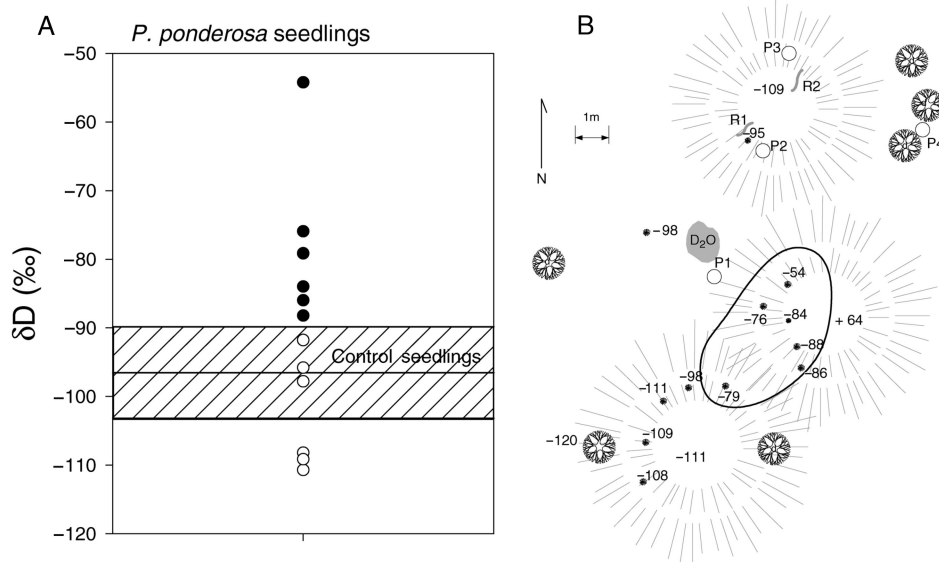 A
P. ponderosa seedlings
−50
−60
−70
−80
−90
−100
−110
−120
δD (‰)
Control seedlings
B
P3
-109
R2
R1
-95
P2
P4
1m
N
-98
D₂O
P1
-54
-76
-84
+ 64
-88
-86
-98
-79
-111
-109
-120
-111
-108